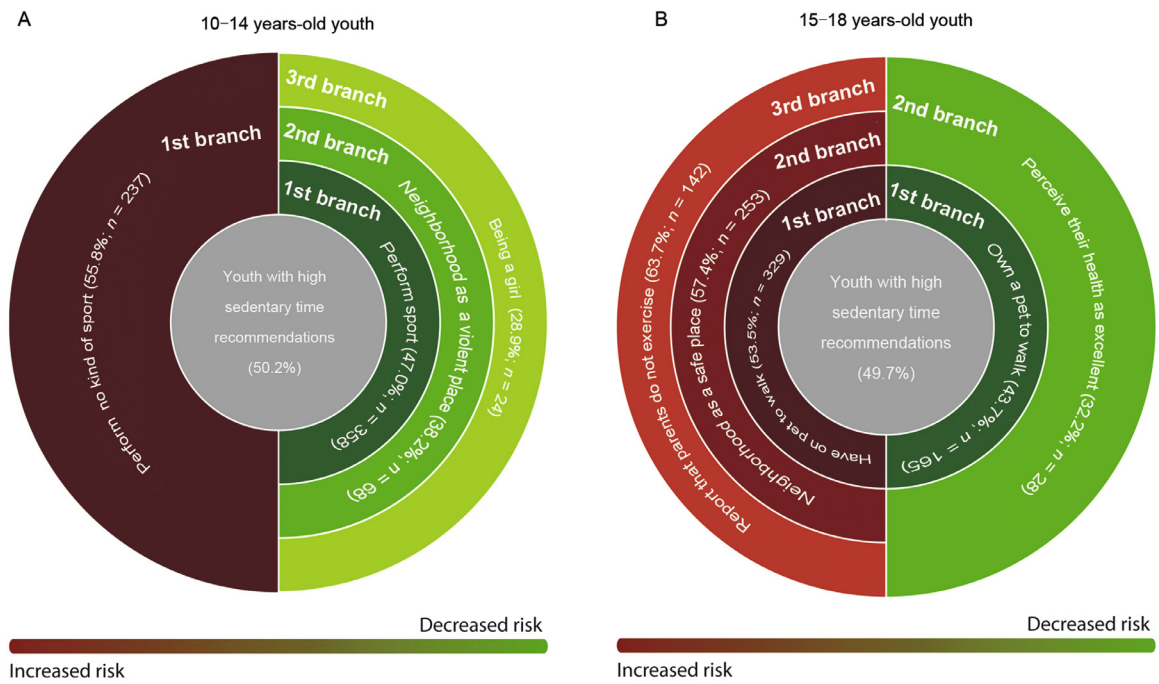 A
10–14 years-old youth
1st branch
Perform no kind of sport (55.8%; n = 237)
3rd branch
Being a girl (28.9%; n = 24)
2nd branch
Neighborhood as a violent place (38.2%; n = 68)
1st branch
Perform sport (47.0%; n = 358)
Youth with high
sedentary time
recommendations
(50.2%)
Decreased risk
Increased risk
B
15–18 years-old youth
3rd branch
Report that parents do not exercise (63.7%; n = 142)
2nd branch
Neighborhood as a safe place (57.4%; n = 253)
1st branch
Have on pet to walk (53.5%; n = 329)
2nd branch
Perceive their health as excellent (32.2%; n = 28)
1st branch
Own a pet to walk (43.7%; n = 165)
Youth with high
sedentary time
recommendations
(49.7%)
Decreased risk
Increased risk